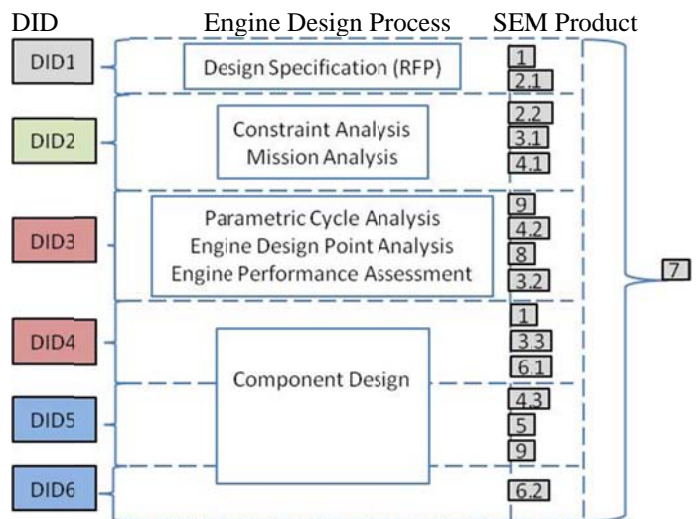 DID Engine Design Process SEM Product
DID1
Design Specification (RFP)
1
2.1
DID2
Constraint Analysis
Mission Analysis
2.2
3.1
4.1
DID3
Parametric Cycle Analysis
Engine Design Point Analysis
Engine Performance Assessment
9
4.2
8
3.2
7
DID4
Component Design
1
3.3
6.1
DID5
4.3
5
9
DID6
6.2